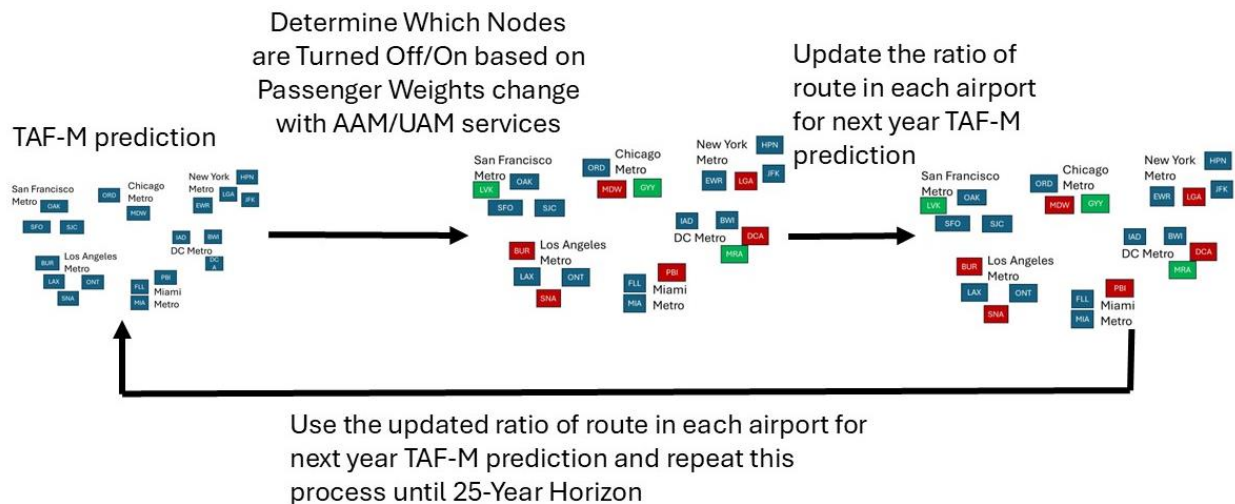 Determine Which Nodes
are Turned Off/On based on
Passenger Weights change
with AAM/UAM services
Update the ratio of
route in each airport
for next year TAF-M
prediction
TAF-M prediction
San Francisco
Metro
OAK
SFO
SJC
ORD
Chicago
Metro
MDW
New York
Metro
HPN
LGA
JFK
EWR
IAD
BWI
DC Metro
DC
A
BUR
Los Angeles
Metro
LAX
ONT
SNA
PBI
FLL
Miami
MIA
Metro
San Francisco
Metro
LVK
OAK
SFO
SJC
ORD
Chicago
Metro
MDW
GYY
New York
Metro
HPN
EWR
LGA
JFK
IAD
BWI
DC Metro
DCA
MRA
BUR
Los Angeles
Metro
LAX
ONT
SNA
PBI
FLL
Miami
MIA
Metro
San Francisco
Metro
LVK
OAK
SFO
SJC
ORD
Chicago
Metro
MDW
GYY
New York
Metro
HPN
EWR
LGA
JFK
IAD
BWI
DC Metro
DCA
MRA
BUR
Los Angeles
Metro
LAX
ONT
SNA
PBI
FLL
Miami
MIA
Metro
Use the updated ratio of route in each airport for
next year TAF-M prediction and repeat this
process until 25-Year Horizon